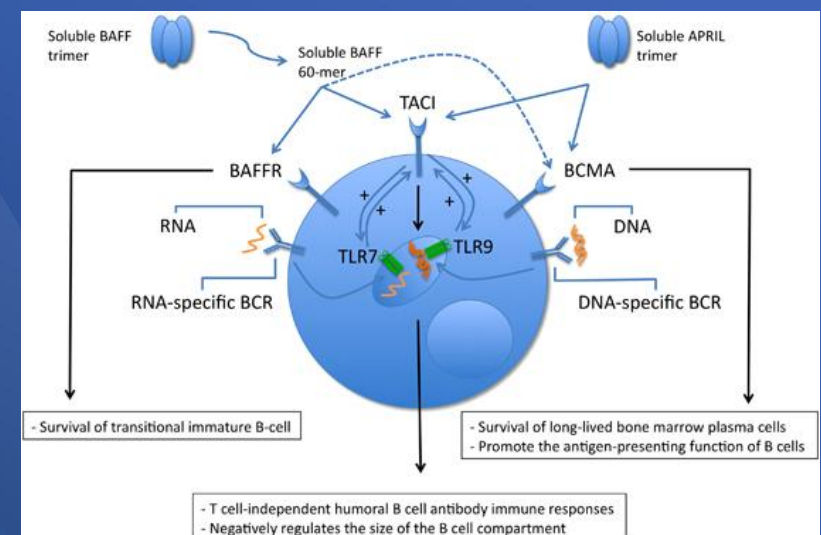 Soluble BAFF
trimer
Soluble BAFF
60-mer
Soluble APRIL
trimer
TACI
BAFFR
BCMA
+
+
+
+
RNA
DNA
TLR7
TLR9
RNA-specific BCR
DNA-specific BCR
- Survival of transitional immature B-cell
- Survival of long-lived bone marrow plasma cells
- Promote the antigen-presenting function of B cells
- T cell-independent humoral B cell antibody immune responses
- Negatively regulates the size of the B cell compartment